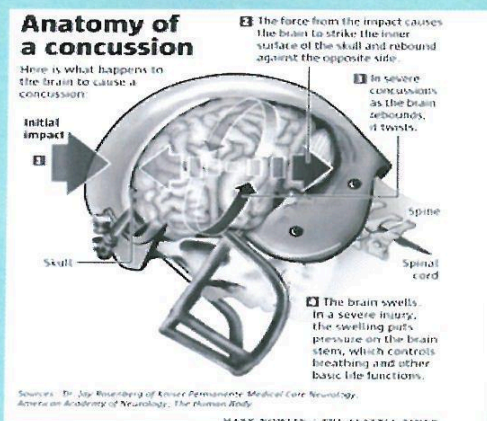 Anatomy of
a concussion
Here is what happens to
the brain to cause a
concussion:
Initial
impact
1
2 The force from the impact causes
the brain to strike the inner
surface of the skull and rebound
against the opposite side.
3 In severe
concussions
as the brain
rebounds,
it twists.
Spine
Skull
Spinal
cord
4 The brain swells.
In a severe injury,
the swelling puts
pressure on the brain
stem, which controls
breathing and other
basic life functions.
Sources: Dr. Jay Rosenberg of Kaiser Permanente Medical Care Neurology,
American Academy of Neurology, The Human Body